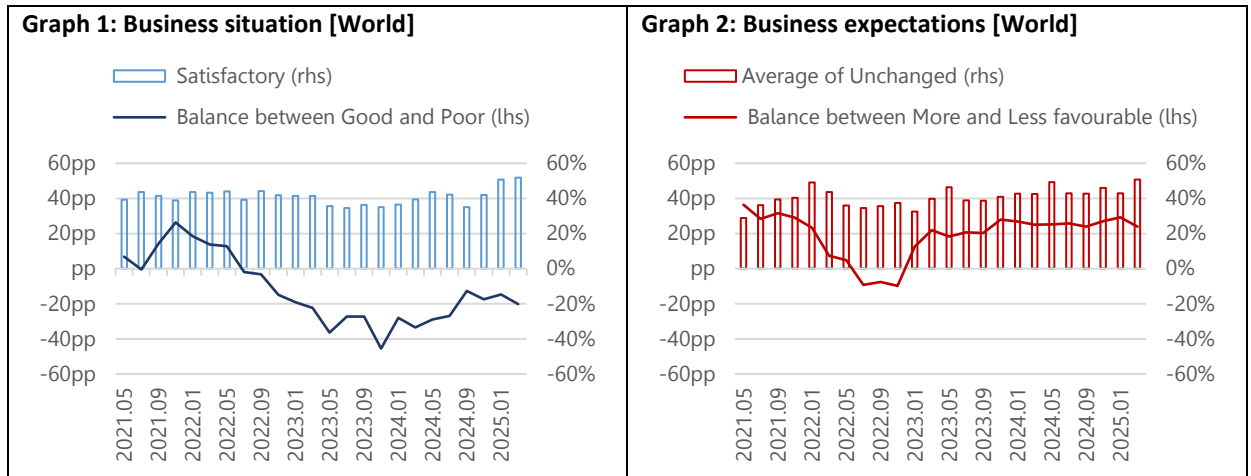 Graph 1: Business situation [World]
Satisfactory (rhs)
Balance between Good and Poor (lhs)
60pp
40pp
20pp
pp
-20pp
-40pp
-60pp
60%
40%
20%
0%
-20%
-40%
-60%
2021.05
2021.09
2022.01
2022.05
2022.09
2023.01
2023.05
2023.09
2024.01
2024.05
2024.09
2025.01
Graph 2: Business expectations [World]
Average of Unchanged (rhs)
Balance between More and Less favourable (lhs)
60pp
40pp
20pp
pp
-20pp
-40pp
-60pp
60%
40%
20%
0%
-20%
-40%
-60%
2021.05
2021.09
2022.01
2022.05
2022.09
2023.01
2023.05
2023.09
2024.01
2024.05
2024.09
2025.01